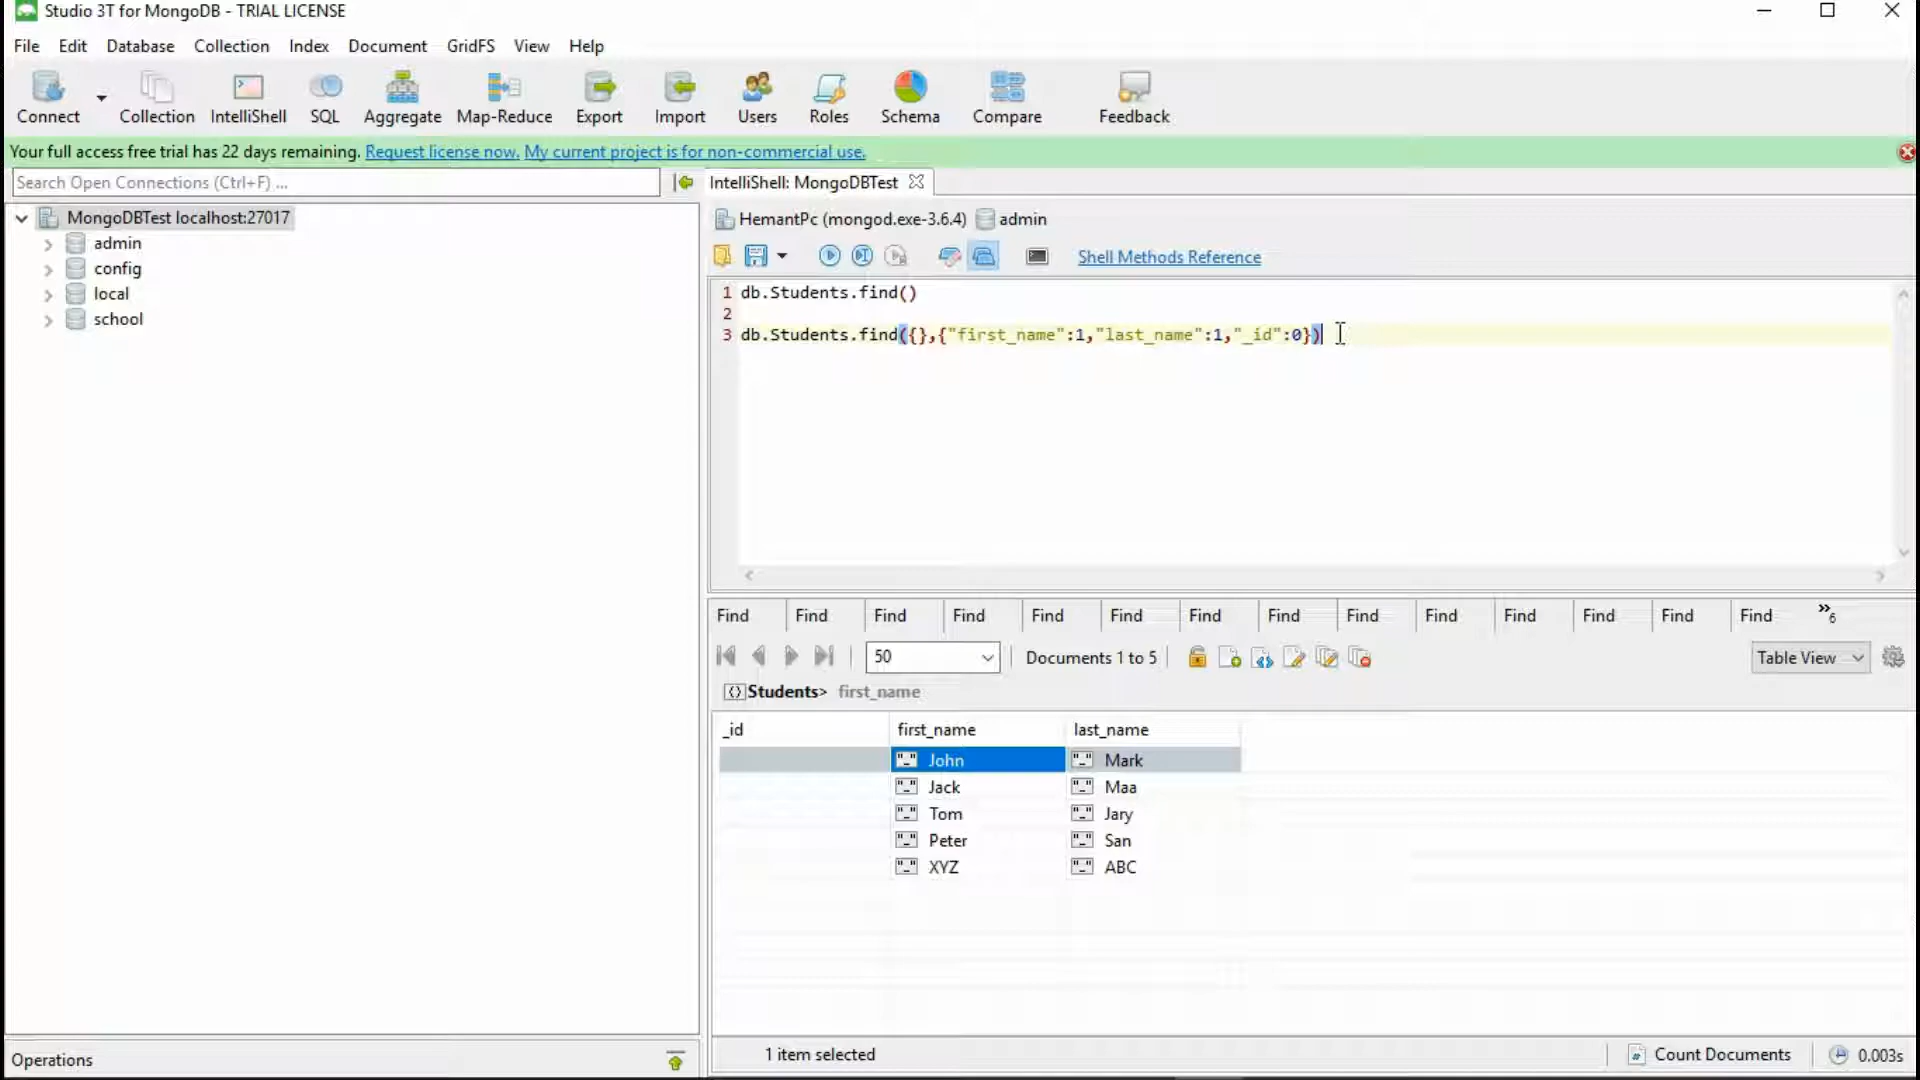 Studio 3T for MongoDB - TRIAL LICENSE
File Edit Database Collection Index Document GridFS View Help
Connect Collection IntelliShell SQL Aggregate Map-Reduce Export Import Users Roles Schema Compare Feedback
Your full access free trial has 22 days remaining. Request license now. My current project is for non-commercial use.
Search Open Connections (Ctrl+F) ...
MongoDBTest localhost:27017
admin
config
local
school
Operations
IntelliShell: MongoDBTest
HemantPc (mongod.exe-3.6.4) admin
Shell Methods Reference
1 db.Students.find()
2
3 db.Students.find({},{"first_name":1,"last_name":1,"_id":0})
Find Find Find Find Find Find Find Find Find Find Find Find Find Find »6
50 Documents 1 to 5 Table View
Students> first_name
_id first_name last_name
John Mark
Jack Maa
Tom Jary
Peter San
XYZ ABC
1 item selected Count Documents 0.003s